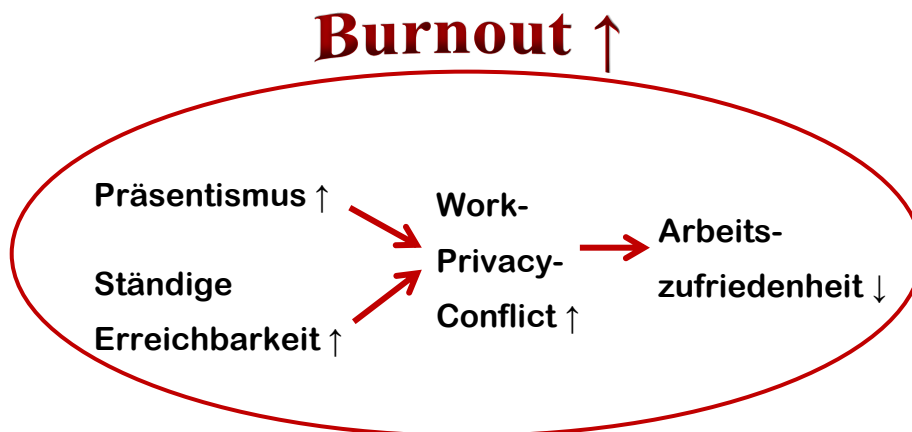 Burnout ↑
Präsentismus ↑
Ständige
Erreichbarkeit ↑
Work-
Privacy-
Conflict ↑
Arbeits-
zufriedenheit ↓